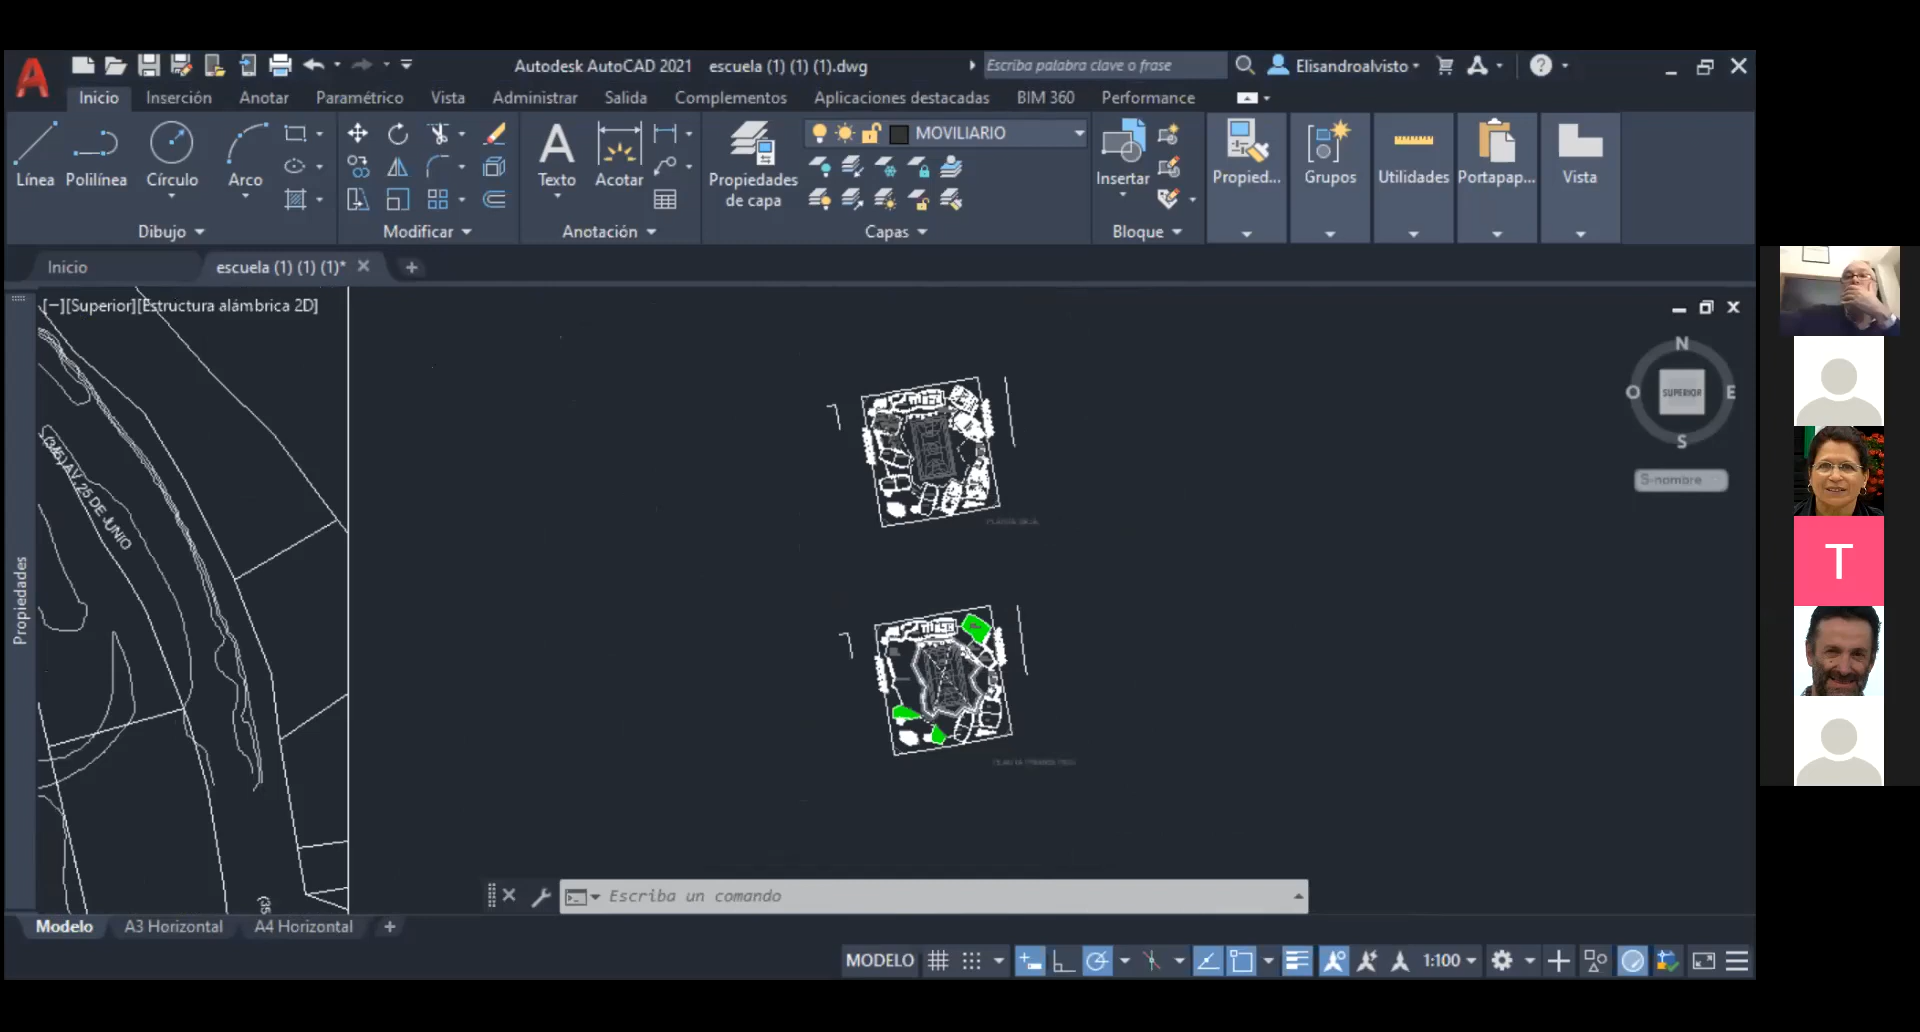 Autodesk AutoCAD 2021 escuela (1) (1) (1).dwg
Escriba palabra clave o frase
Elisandroalvisto
Inicio Inserción Anotar Paramétrico Vista Administrar Salida Complementos Aplicaciones destacadas BIM 360 Performance
MOVILIARIO
Línea Polilínea Círculo Arco
Texto Acotar
Propiedades de capa
Insertar
Propied... Grupos Utilidades Portapap... Vista
Dibujo Modificar Anotación Capas Bloque
Inicio escuela (1) (1) (1)*
[−][Superior][Estructura alámbrica 2D]
N
O SUPERIOR E
S
S-nombre
(345) AV. 25 DE JUNIO
Propiedades
T
Escriba un comando
(35
Modelo A3 Horizontal A4 Horizontal
MODELO 1:100